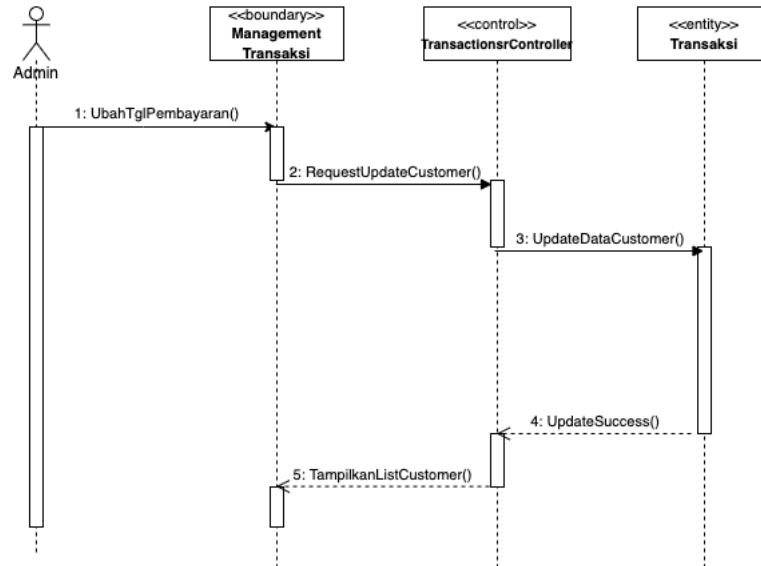 <<boundary>>
Management
Transaksi
<<control>>
TransactionsrController
<<entity>>
Transaksi
Admin
1: UbahTglPembayaran()
2: RequestUpdateCustomer()
3: UpdateDataCustomer()
4: UpdateSuccess()
5: TampilkanListCustomer()